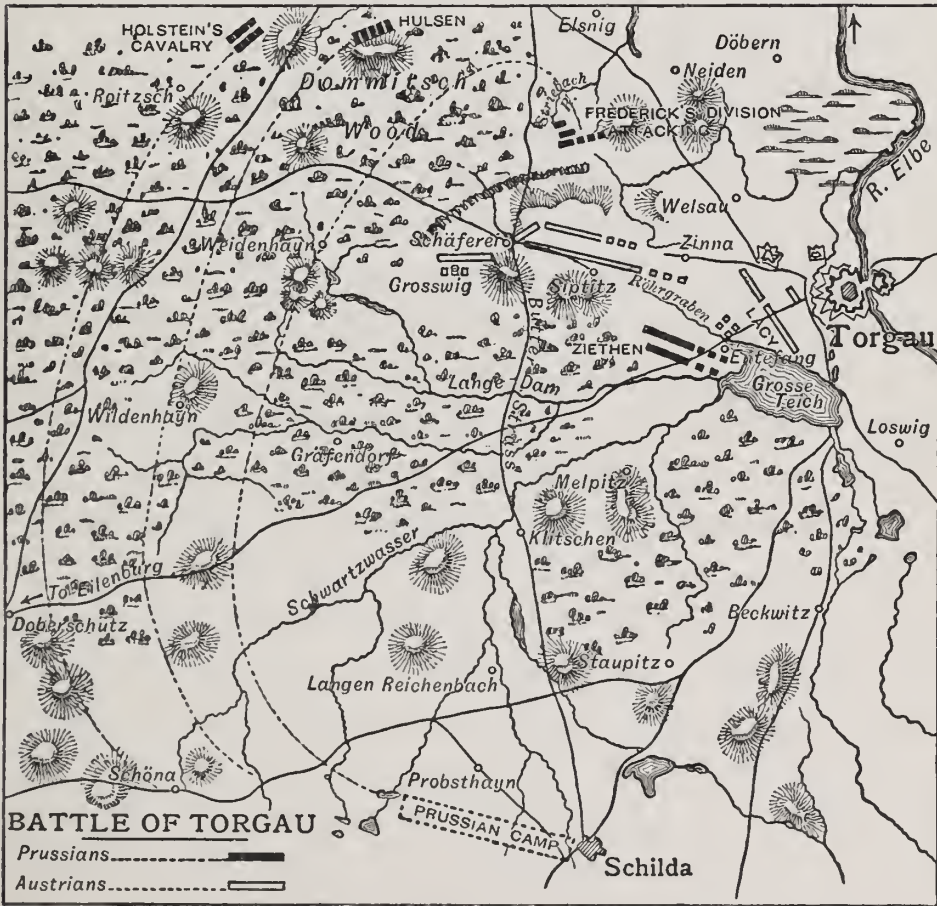 HOLSTEIN'S
CAVALRY
HULSEN
Elsnig
Döbern
Neiden
Roitzsch
Dommitsch
Wood
FREDERICK'S DIVISION
ATTACKING
R. Elbe
Welsau
Weidenhayn
Schäferei
Zinna
Grosswig
Siptitz
Röhrgraben
Torgau
LACY
ZIETHEN
Entefang
Grosse
Teich
Lange Dam
Butter Strass
Wildenhayn
Gräfendorf
Loswig
Melpitz
Klitschen
Schwartzwasser
To Eilenburg
Doberschutz
Beckwitz
Staupitz
Langen Reichenbach
Schöna
Probsthayn
PRUSSIAN CAMP
Schilda
BATTLE OF TORGAU
Prussians
Austrians